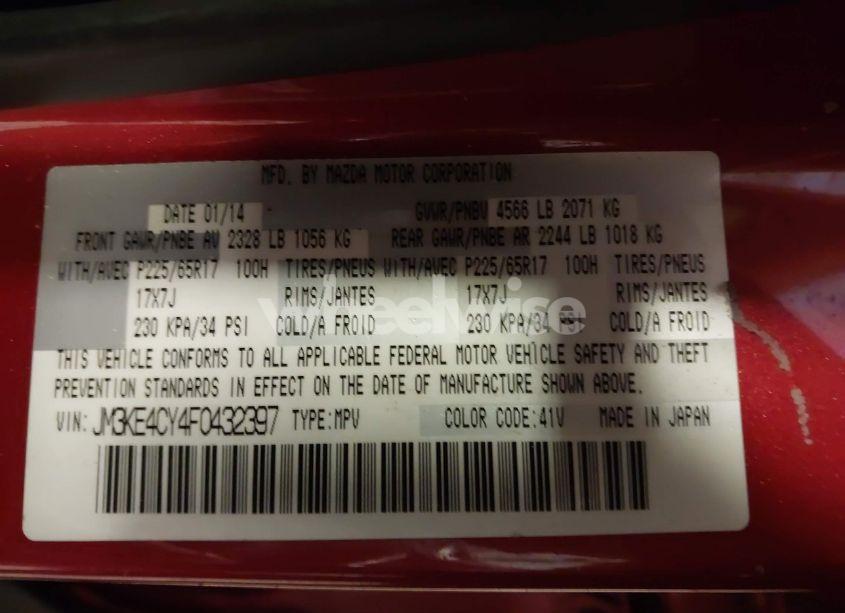 MFD. BY MAZDA MOTOR CORPORATION
DATE 01/14 GVWR/PNBV 4566 LB 2071 KG
FRONT GAWR/PNBE AV 2328 LB 1056 KG REAR GAWR/PNBE AR 2244 LB 1018 KG
WITH/AVEC P225/65R17 100H TIRES/PNEUS WITH/AVEC P225/65R17 100H TIRES/PNEUS
17X7J RIMS/JANTES 17X7J RIMS/JANTES
wheelwise
230 KPA/34 PSI COLD/A FROID 230 KPA/34 PSI COLD/A FROID
THIS VEHICLE CONFORMS TO ALL APPLICABLE FEDERAL MOTOR VEHICLE SAFETY AND THEFT
PREVENTION STANDARDS IN EFFECT ON THE DATE OF MANUFACTURE SHOWN ABOVE.
VIN: JM3KE4CY4F0432397 TYPE:MPV COLOR CODE:41V MADE IN JAPAN